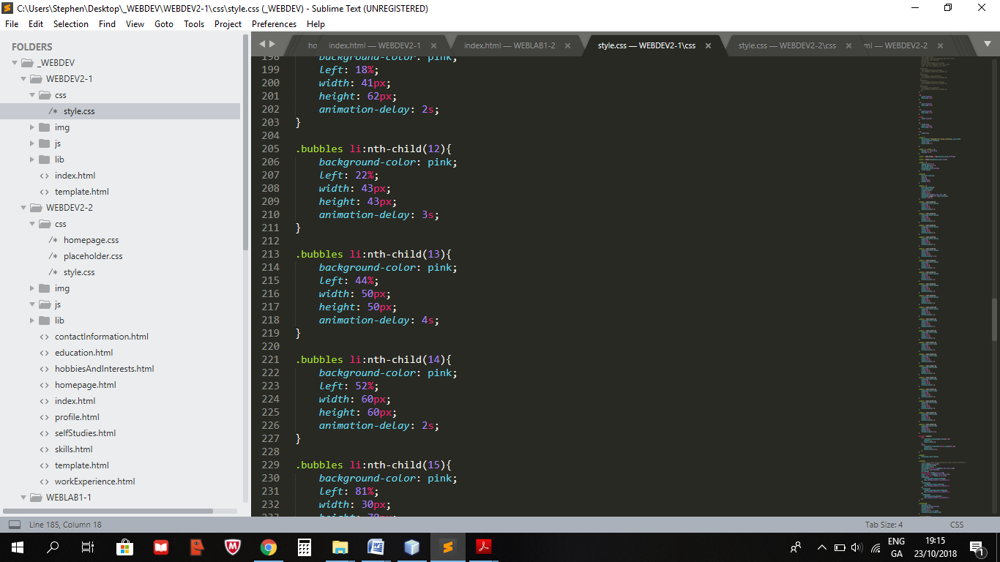 C:\Users\Stephen\Desktop\_WEBDEV\WEBDEV2-1\css\style.css (_WEBDEV) - Sublime Text (UNREGISTERED)
File Edit Selection Find View Goto Tools Project Preferences Help
FOLDERS
_WEBDEV
WEBDEV2-1
css
/* style.css
img
js
lib
<> index.html
<> template.html
WEBDEV2-2
css
/* homepage.css
/* placeholder.css
/* style.css
img
js
lib
<> contactInformation.html
<> education.html
<> hobbiesAndInterests.html
<> homepage.html
<> index.html
<> profile.html
<> selfStudies.html
<> skills.html
<> template.html
<> workExperience.html
WEBLAB1-1
ho index.html — WEBDEV2-1 index.html — WEBLAB1-2 style.css — WEBDEV2-1\css style.css — WEBDEV2-2\css ml — WEBDEV2-2
198 background-color: pink;
199 left: 18%;
200 width: 41px;
201 height: 62px;
202 animation-delay: 2s;
203 }
204
205 .bubbles li:nth-child(12){
206 background-color: pink;
207 left: 22%;
208 width: 43px;
209 height: 43px;
210 animation-delay: 3s;
211 }
212
213 .bubbles li:nth-child(13){
214 background-color: pink;
215 left: 44%;
216 width: 50px;
217 height: 50px;
218 animation-delay: 4s;
219 }
220
221 .bubbles li:nth-child(14){
222 background-color: pink;
223 left: 52%;
224 width: 60px;
225 height: 60px;
226 animation-delay: 2s;
227 }
228
229 .bubbles li:nth-child(15){
230 background-color: pink;
231 left: 81%;
232 width: 30px;
233 height: 70px;
Line 185, Column 18 Tab Size: 4 CSS
ENG 19:15
GA 23/10/2018
1